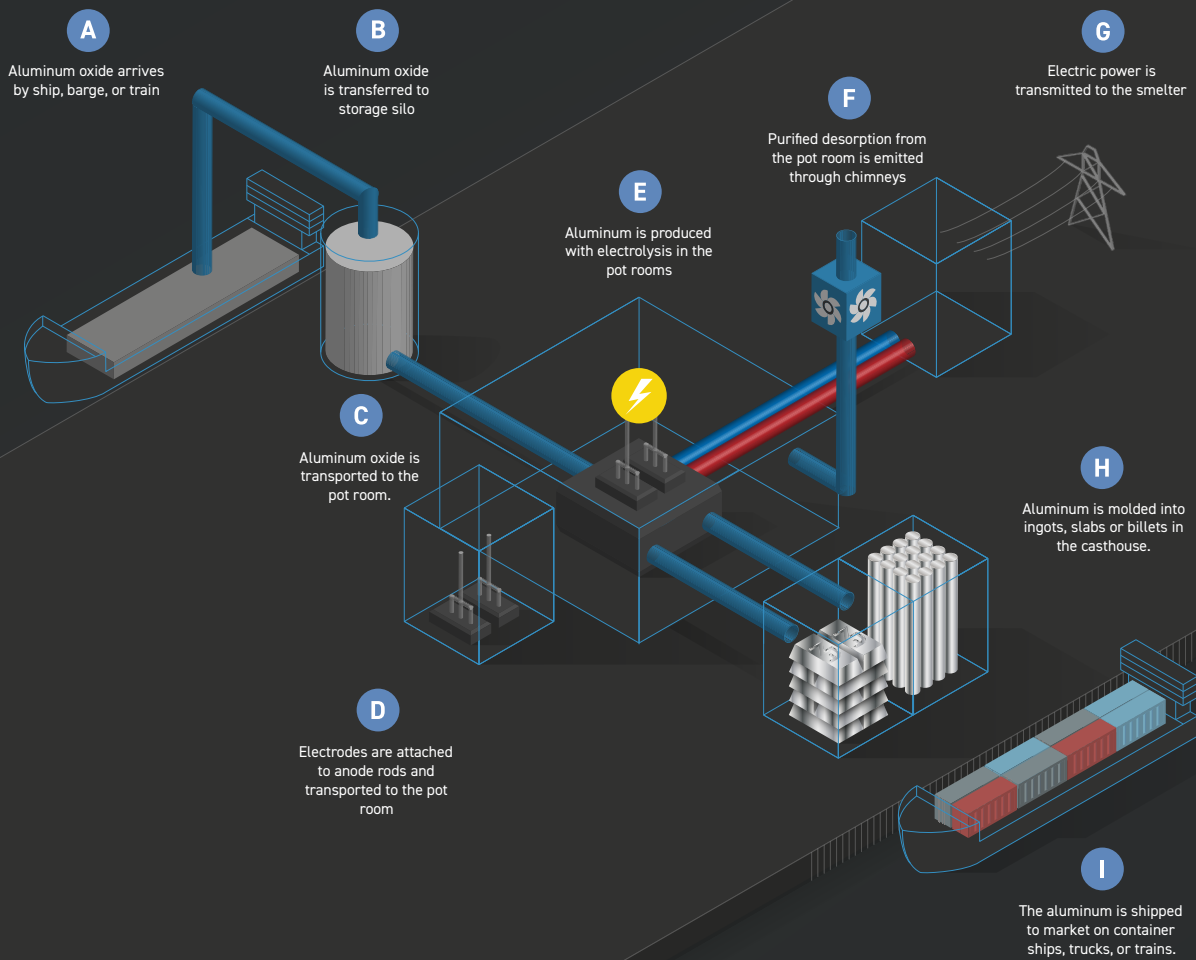 A
Aluminum oxide arrives
by ship, barge, or train
B
Aluminum oxide
is transferred to
storage silo
C
Aluminum oxide is
transported to the
pot room.
D
Electrodes are attached
to anode rods and
transported to the pot
room
E
Aluminum is produced
with electrolysis in the
pot rooms
F
Purified desorption from
the pot room is emitted
through chimneys
G
Electric power is
transmitted to the smelter
H
Aluminum is molded into
ingots, slabs or billets in
the casthouse.
I
The aluminum is shipped
to market on container
ships, trucks, or trains.